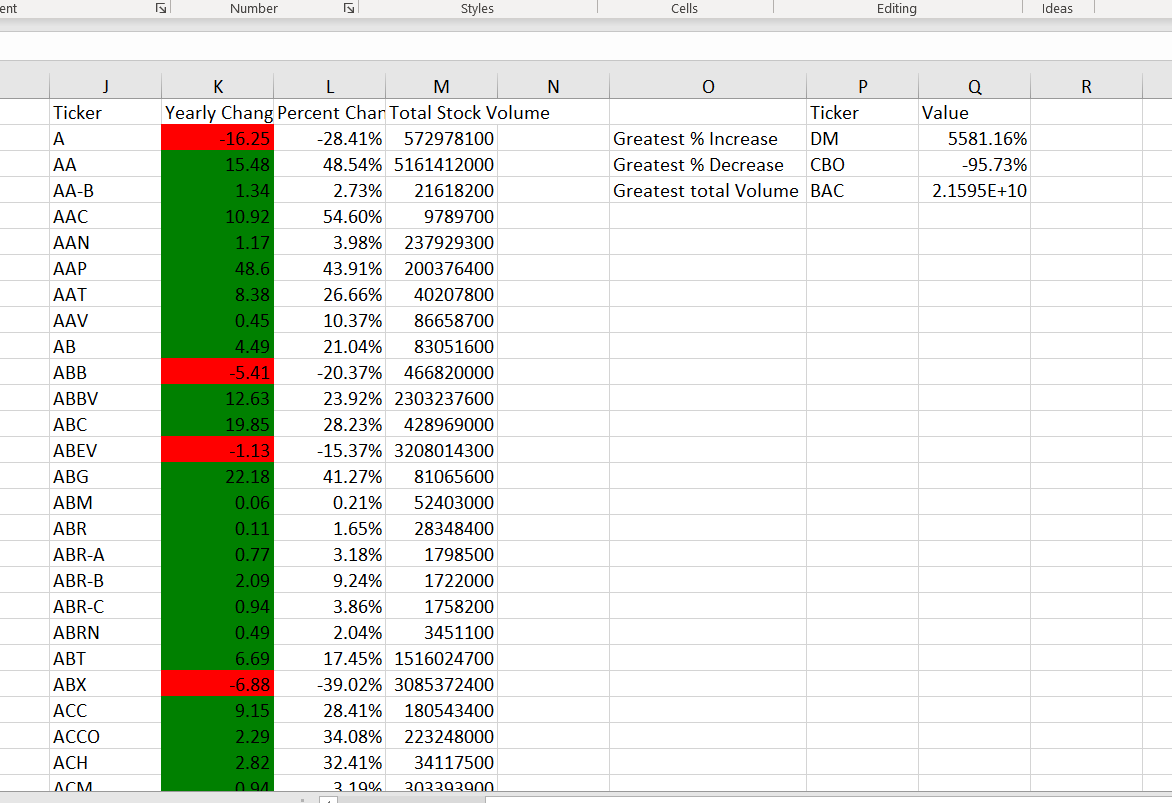 ent Number Styles Cells Editing Ideas
J K L M N O P Q R
Ticker Yearly Chang Percent Chan Total Stock Volume Ticker Value
A -16.25 -28.41% 572978100 Greatest % Increase DM 5581.16%
AA 15.48 48.54% 5161412000 Greatest % Decrease CBO -95.73%
AA-B 1.34 2.73% 21618200 Greatest total Volume BAC 2.1595E+10
AAC 10.92 54.60% 9789700
AAN 1.17 3.98% 237929300
AAP 48.6 43.91% 200376400
AAT 8.38 26.66% 40207800
AAV 0.45 10.37% 86658700
AB 4.49 21.04% 83051600
ABB -5.41 -20.37% 466820000
ABBV 12.63 23.92% 2303237600
ABC 19.85 28.23% 428969000
ABEV -1.13 -15.37% 3208014300
ABG 22.18 41.27% 81065600
ABM 0.06 0.21% 52403000
ABR 0.11 1.65% 28348400
ABR-A 0.77 3.18% 1798500
ABR-B 2.09 9.24% 1722000
ABR-C 0.94 3.86% 1758200
ABRN 0.49 2.04% 3451100
ABT 6.69 17.45% 1516024700
ABX -6.88 -39.02% 3085372400
ACC 9.15 28.41% 180543400
ACCO 2.29 34.08% 223248000
ACH 2.82 32.41% 34117500
ACM 0.94 3.19% 303393900